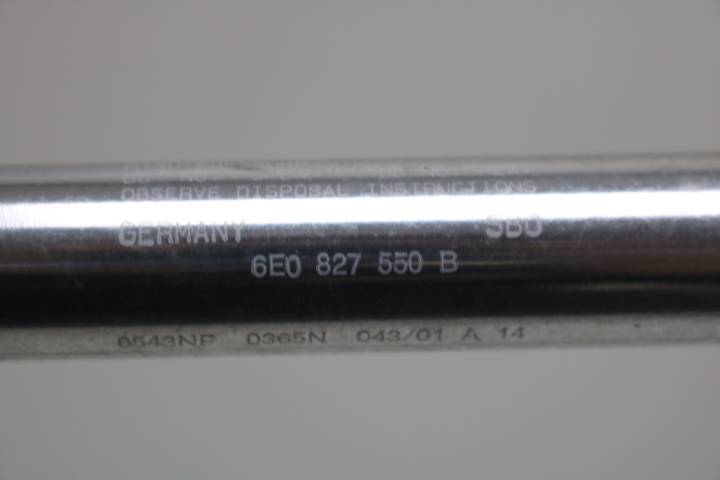 OBSERVE DISPOSAL INSTRUCTIONS
GERMANY SBO
6E0 827 550 B
6543NP 0365N 043/01 A 14